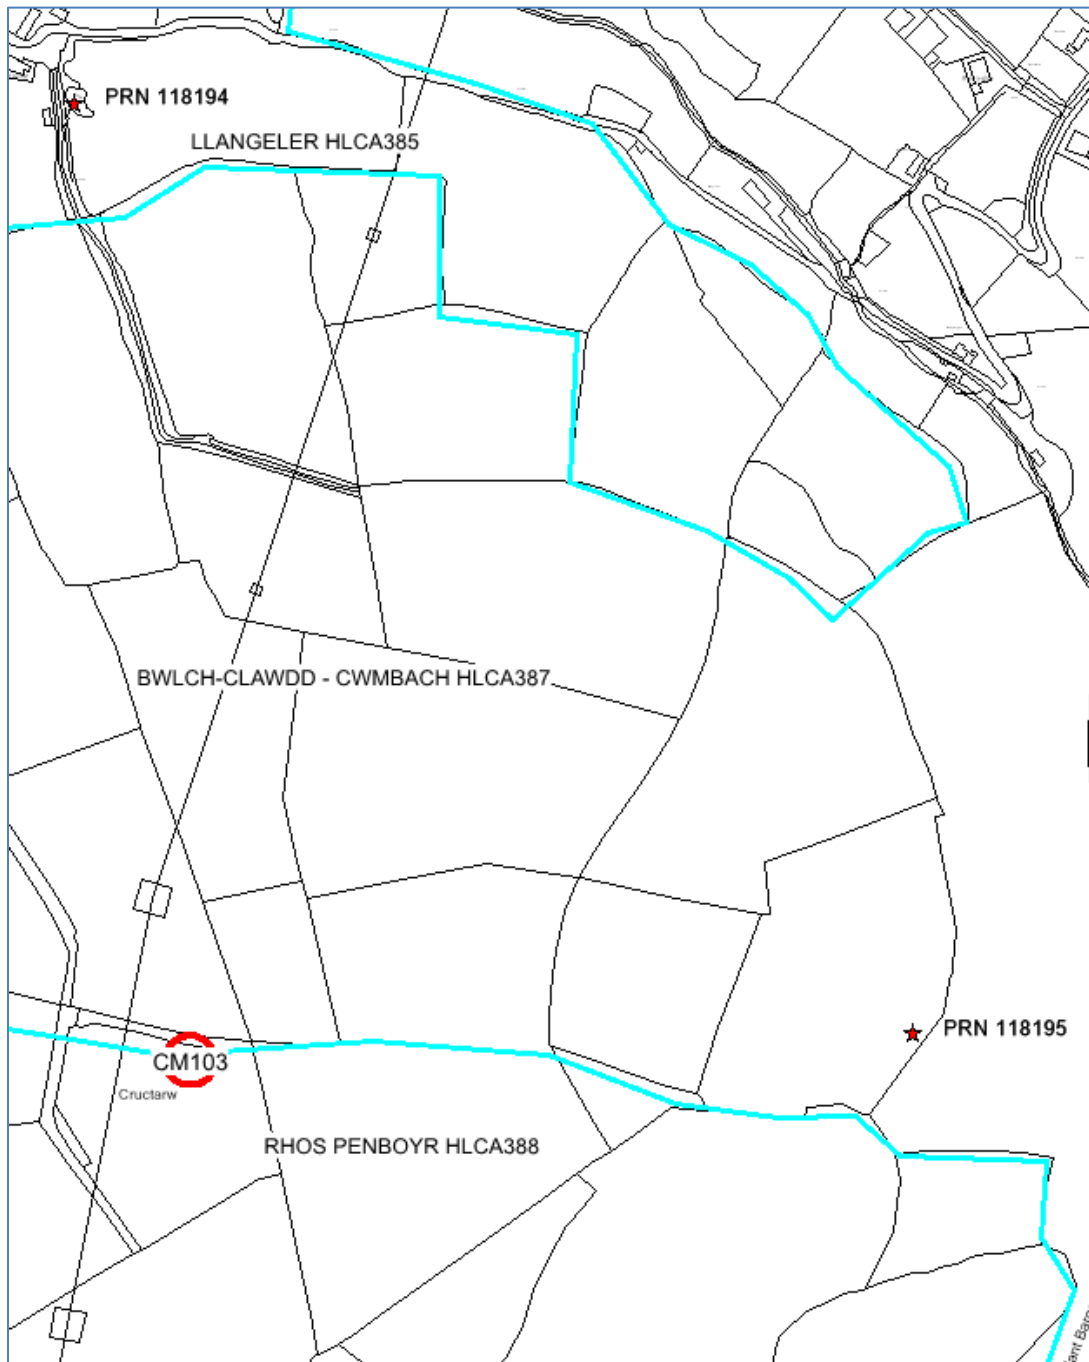 PRN 118194
LLANGELER HLCA385
BWLCH-CLAWDD - CWMBACH HLCA387
PRN 118195
CM103
Cructarw
RHOS PENBOYR HLCA388